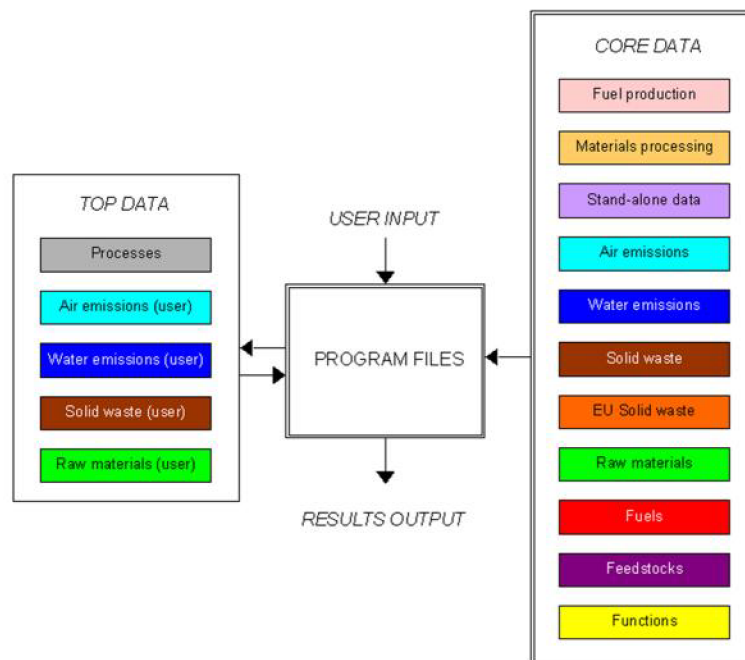 TOP DATA
Processes
Air emissions (user)
Water emissions (user)
Solid waste (user)
Raw materials (user)
USER INPUT
PROGRAM FILES
RESULTS OUTPUT
CORE DATA
Fuel production
Materials processing
Stand-alone data
Air emissions
Water emissions
Solid waste
EU Solid waste
Raw materials
Fuels
Feedstocks
Functions